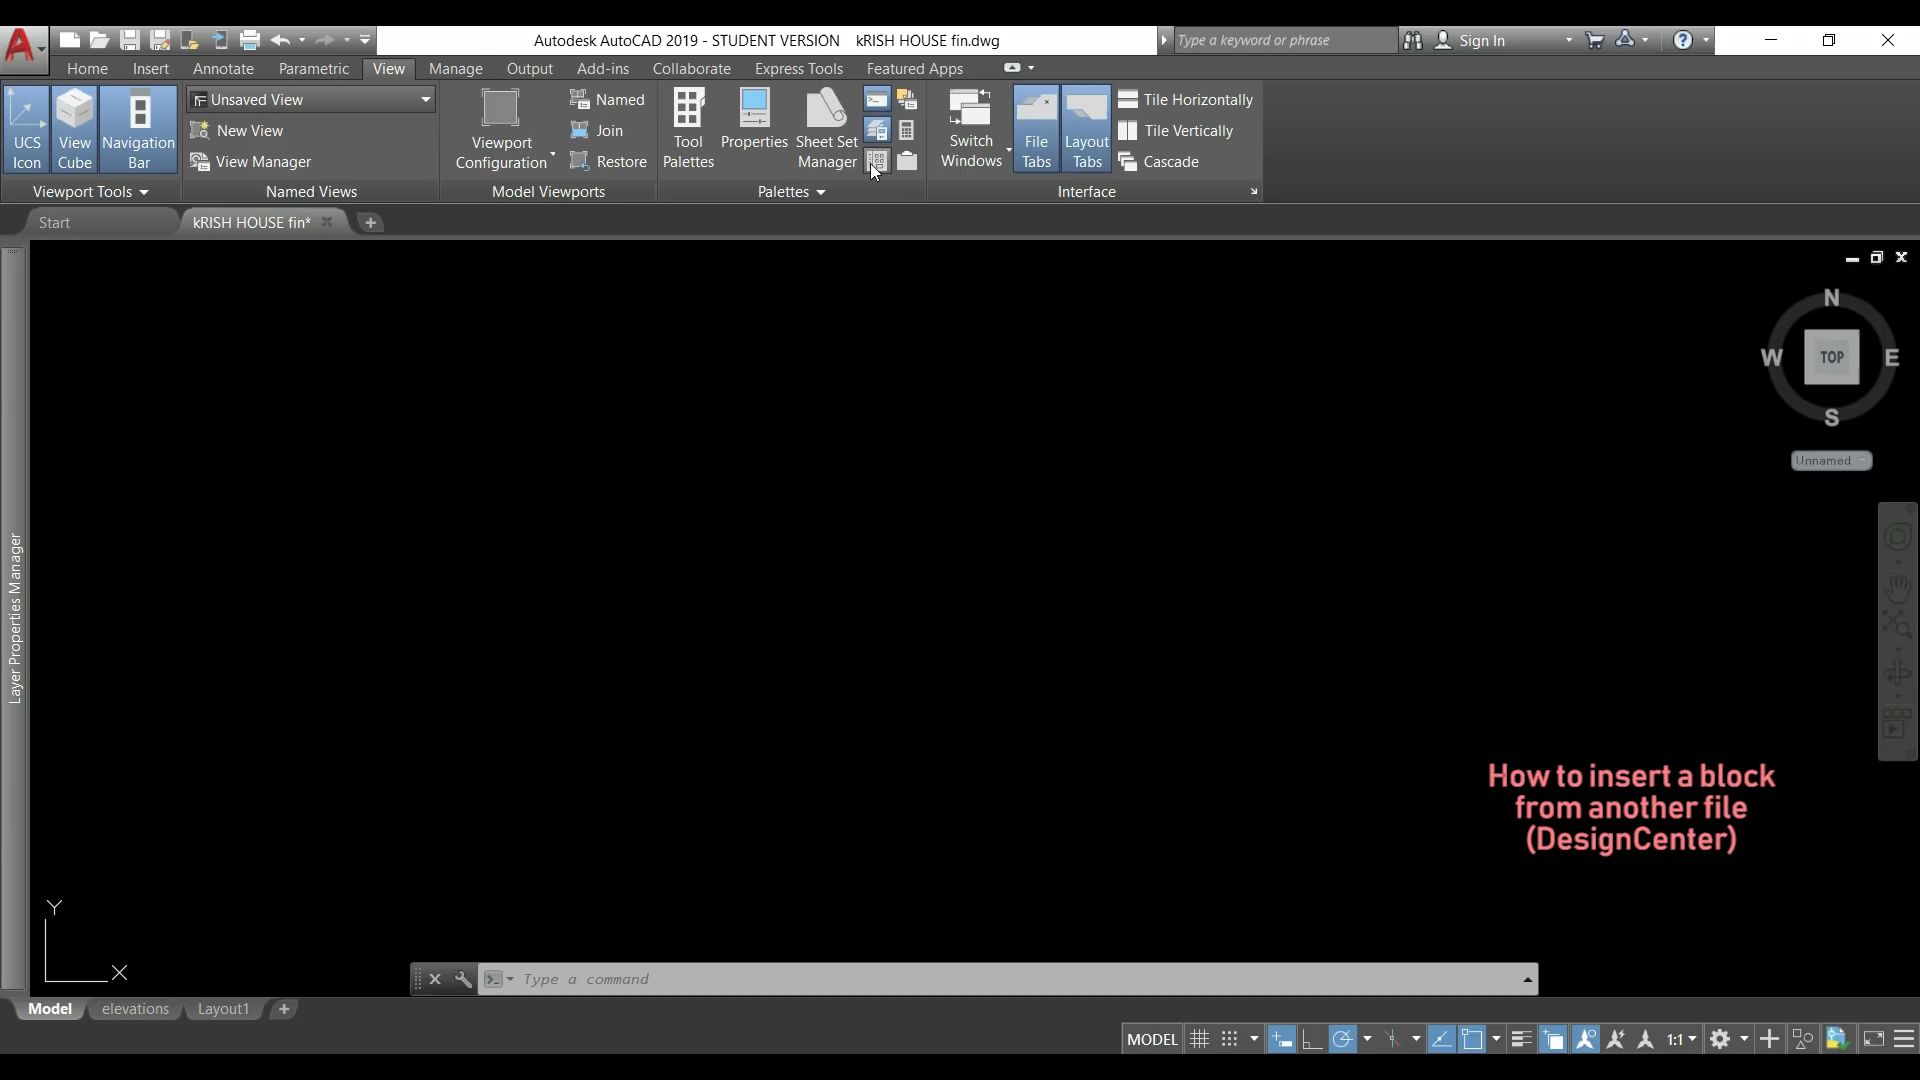 Autodesk AutoCAD 2019 - STUDENT VERSION kRISH HOUSE fin.dwg
Type a keyword or phrase
Sign In
Home Insert Annotate Parametric View Manage Output Add-ins Collaborate Express Tools Featured Apps
UCS
Icon
View
Cube
Navigation
Bar
Unsaved View
New View
View Manager
Viewport
Configuration
Named
Join
Restore
Tool
Palettes
Properties
Sheet Set
Manager
Switch
Windows
File
Tabs
Layout
Tabs
Tile Horizontally
Tile Vertically
Cascade
Viewport Tools Named Views Model Viewports Palettes Interface
Start kRISH HOUSE fin*
N
W TOP E
S
Unnamed
Layer Properties Manager
How to insert a block
from another file
(DesignCenter)
Y
X
Type a command
Model elevations Layout1
MODEL 1:1